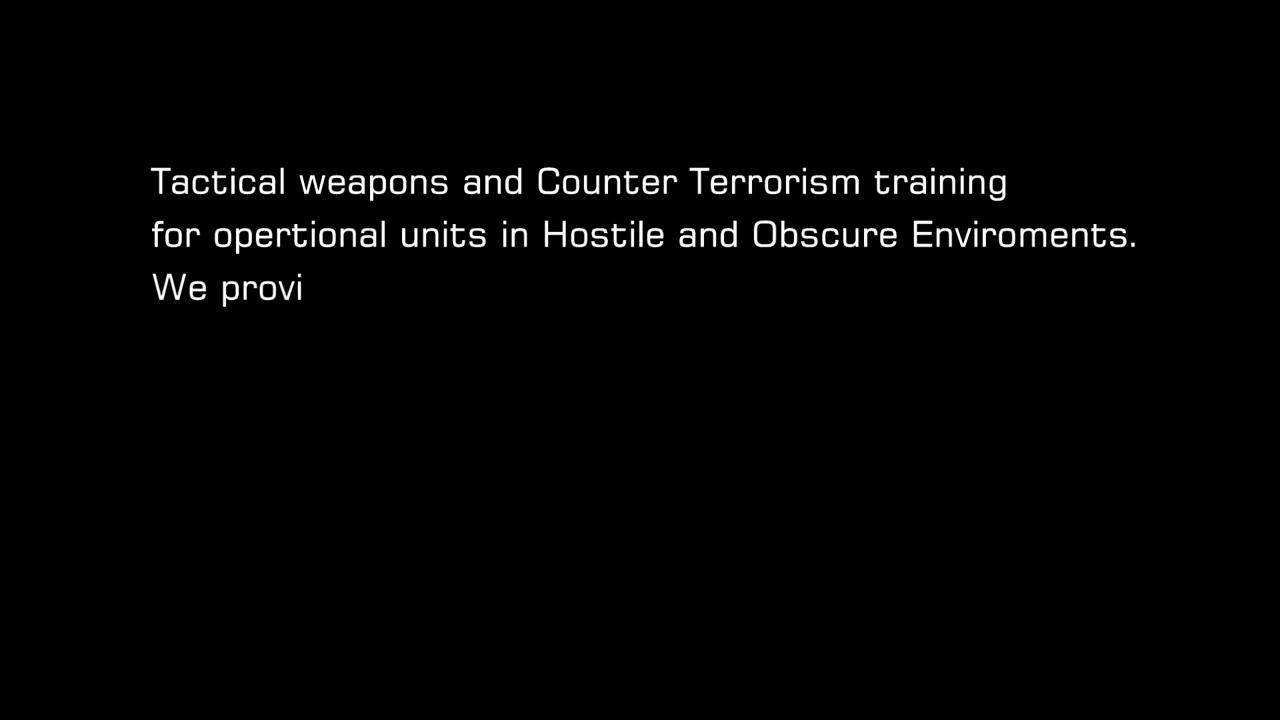 Tactical weapons and Counter Terrorism training
for opertional units in Hostile and Obscure Enviroments.
We provi